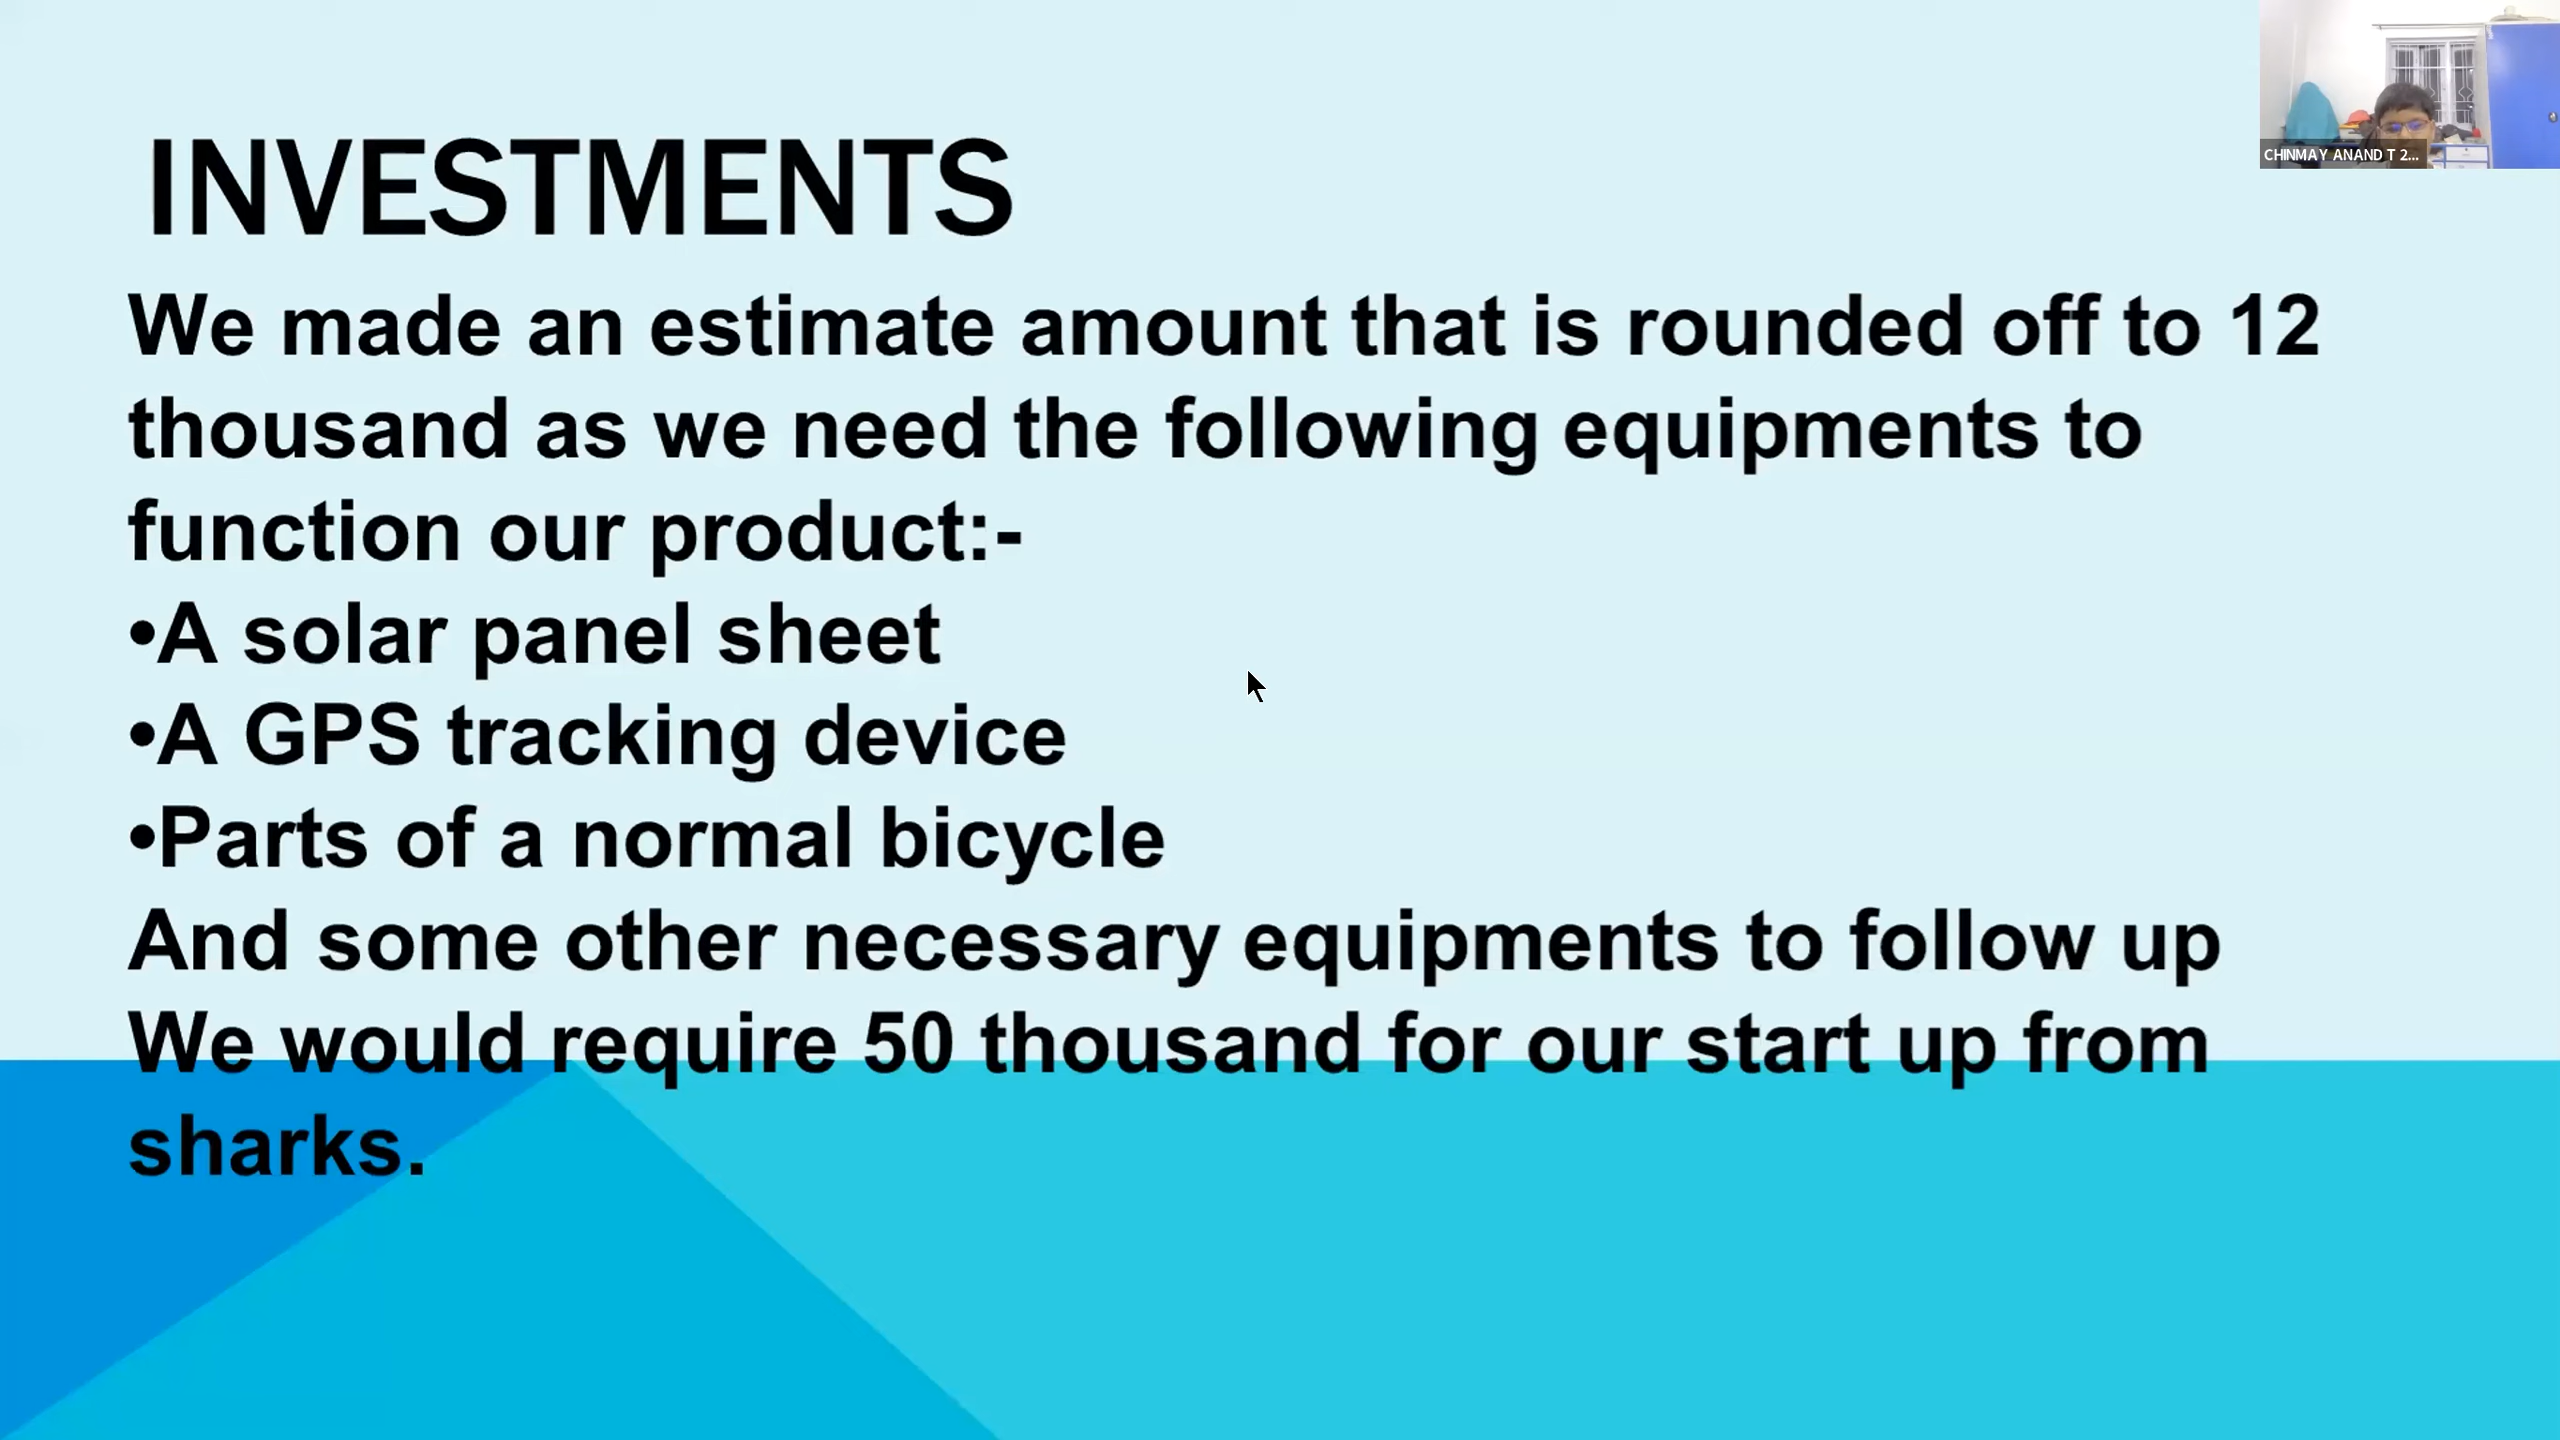 INVESTMENTS
We made an estimate amount that is rounded off to 12
thousand as we need the following equipments to
function our product:-
•A solar panel sheet
•A GPS tracking device
•Parts of a normal bicycle
And some other necessary equipments to follow up
We would require 50 thousand for our start up from
sharks.
CHINMAY ANAND T 2...